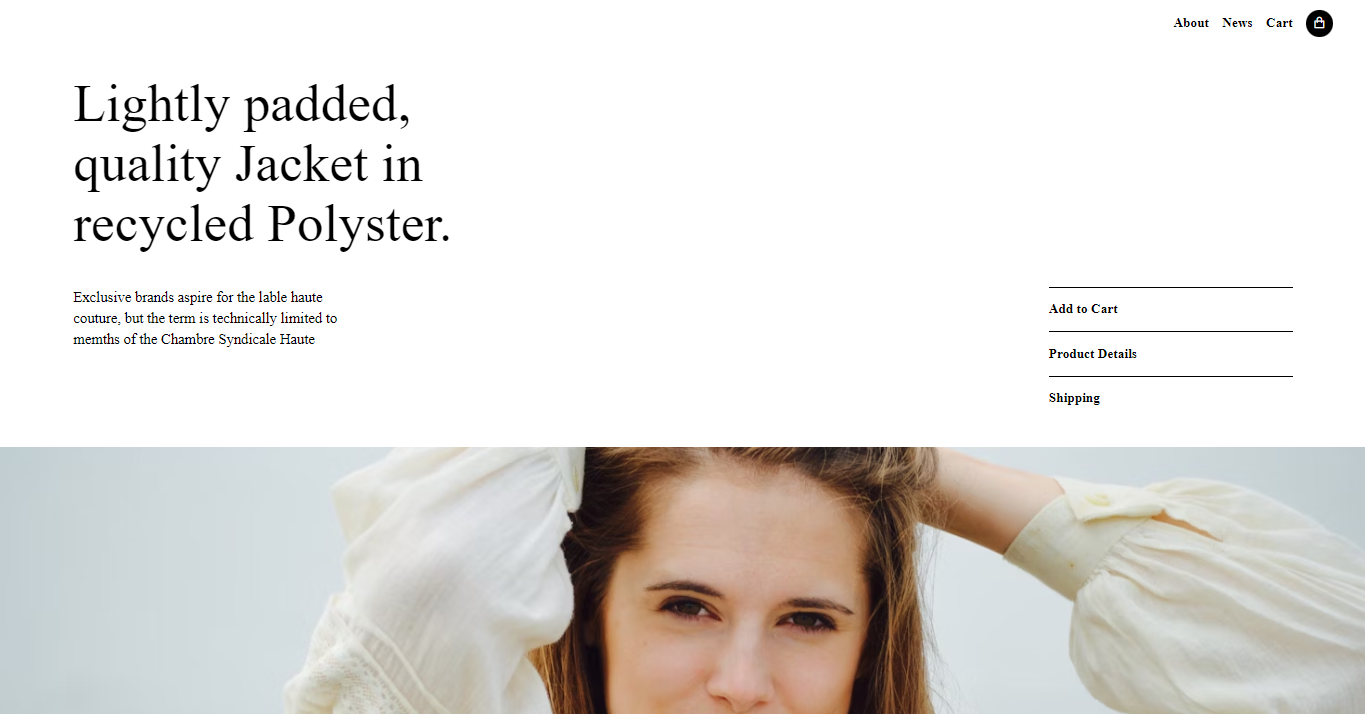 About News Cart
Lightly padded,
quality Jacket in
recycled Polyster.
Exclusive brands aspire for the lable haute
couture, but the term is technically limited to
memths of the Chambre Syndicale Haute
Add to Cart
Product Details
Shipping